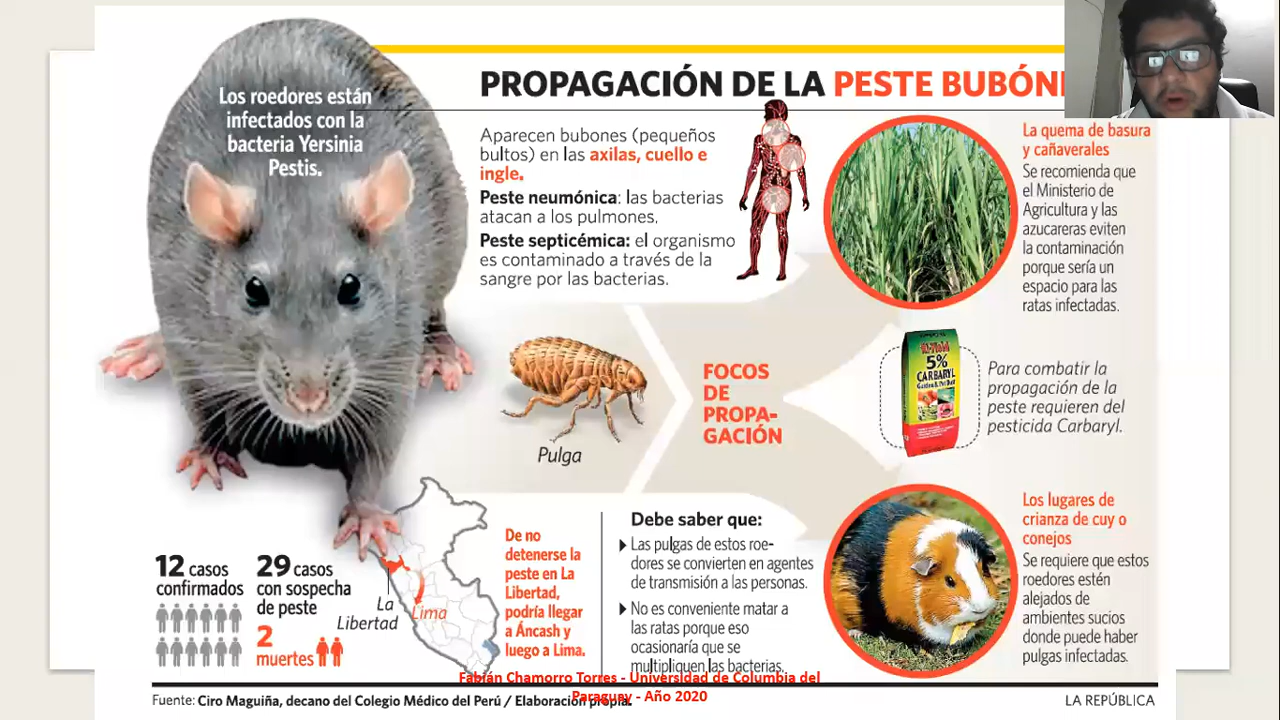 PROPAGACIÓN DE LA PESTE BUBÓNI
Los roedores están
infectados con la
bacteria Yersinia
Pestis.
Aparecen bubones (pequeños
bultos) en las axilas, cuello e
ingle.
Peste neumónica: las bacterias
atacan a los pulmones.
Peste septicémica: el organismo
es contaminado a través de la
sangre por las bacterias.
La quema de basura
y cañaverales
Se recomienda que
el Ministerio de
Agricultura y las
azucareras eviten
la contaminación
porque sería un
espacio para las
ratas infectadas.
Pulga
FOCOS
DE
PROPA-
GACIÓN
5%
CARBARYL
Garden & Pet Dust
Para combatir la
propagación de la
peste requieren del
pesticida Carbaryl.
12 casos
confirmados
29 casos
con sospecha
de peste
2
muertes
La
Libertad
Lima
De no
detenerse la
peste en La
Libertad,
podría llegar
a Áncash y
luego a Lima.
Debe saber que:
Las pulgas de estos roe-
dores se convierten en agentes
de transmisión a las personas.
No es conveniente matar a
las ratas porque eso
ocasionaría que se
multipliquen las bacterias.
Los lugares de
crianza de cuy o
conejos
Se requiere que estos
roedores estén
alejados de
ambientes sucios
donde puede haber
pulgas infectadas.
Fabián Chamorro Torres - Universidad de Columbia del
Paraguay - Año 2020
Fuente: Ciro Maguiña, decano del Colegio Médico del Perú / Elaboración propia.
LA REPÚBLICA